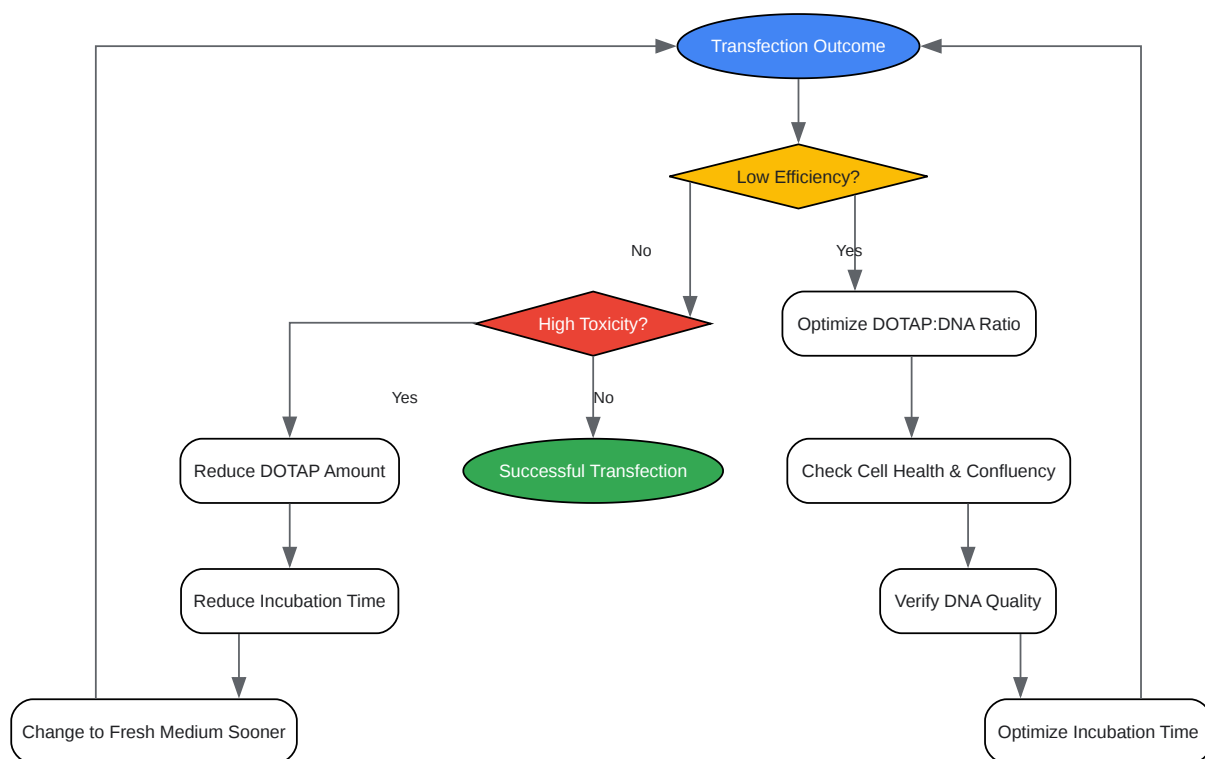 Transfection Outcome
Low Efficiency?
No
Yes
High Toxicity?
Optimize DOTAP:DNA Ratio
Yes
No
Reduce DOTAP Amount
Successful Transfection
Check Cell Health & Confluency
Reduce Incubation Time
Verify DNA Quality
Change to Fresh Medium Sooner
Optimize Incubation Time